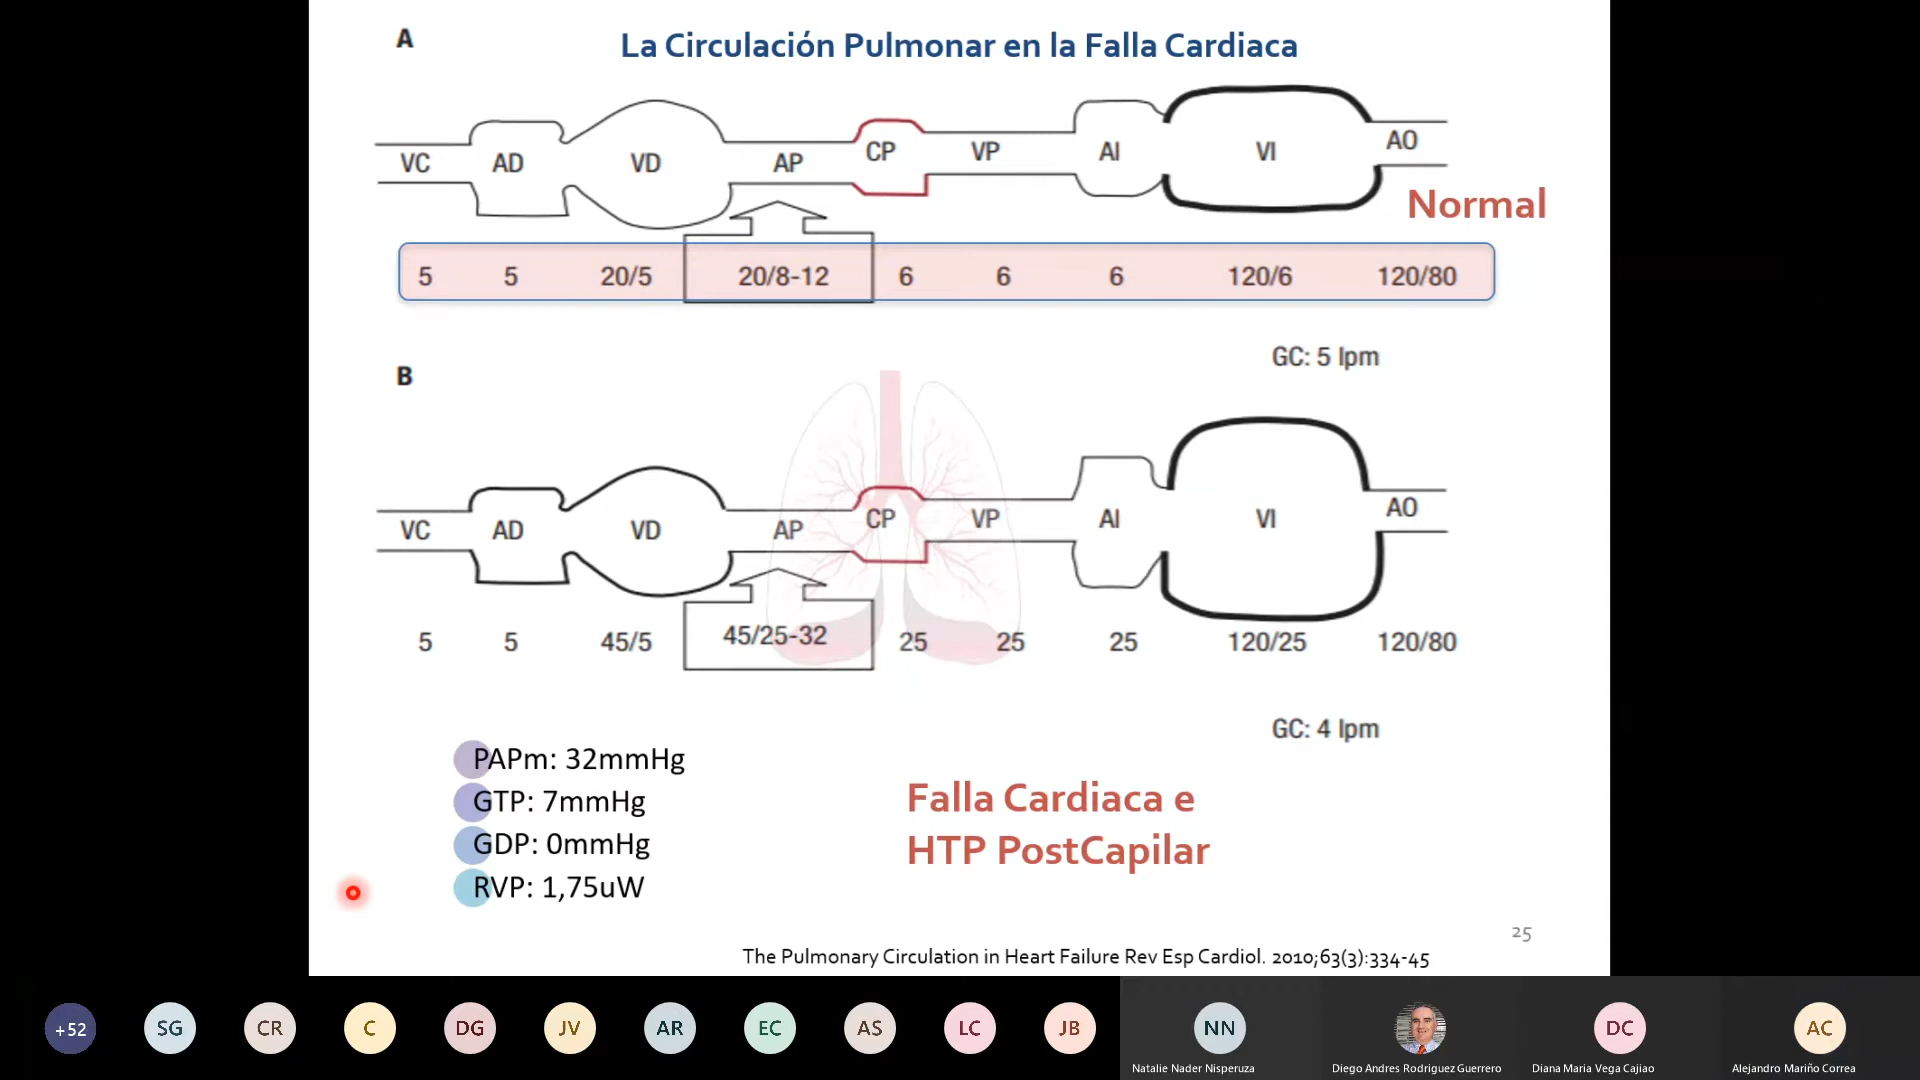 A
La Circulación Pulmonar en la Falla Cardiaca
VC AD VD AP CP VP AI VI AO
Normal
5 5 20/5 20/8-12 6 6 6 120/6 120/80
GC: 5 lpm
B
VC AD VD AP CP VP AI VI AO
5 5 45/5 45/25-32 25 25 25 120/25 120/80
GC: 4 lpm
PAPm: 32mmHg
GTP: 7mmHg
GDP: 0mmHg
RVP: 1,75uW
Falla Cardiaca e
HTP PostCapilar
25
The Pulmonary Circulation in Heart Failure Rev Esp Cardiol. 2010;63(3):334-45
+52 SG CR C DG JV AR EC AS LC JB NN DC AC
Natalie Nader Nisperuza Diego Andres Rodriguez Guerrero Diana Maria Vega Cajiao Alejandro Mariño Correa